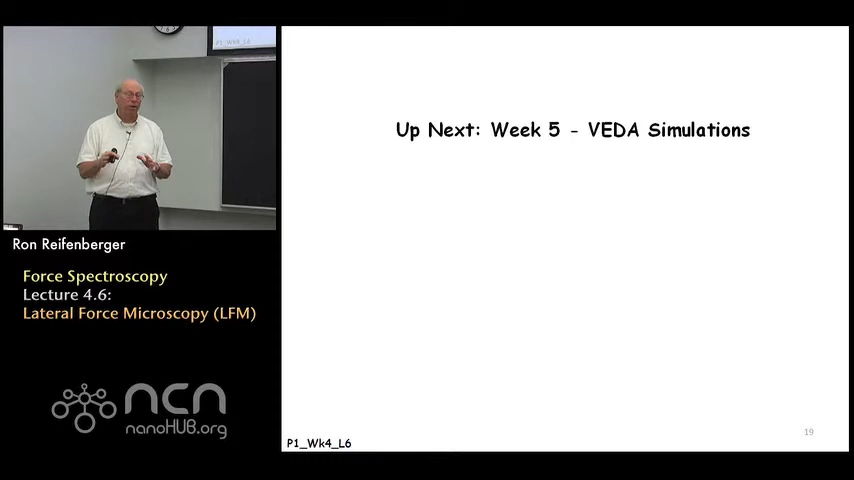 P1_Wk4_L6
Up Next: Week 5 - VEDA Simulations
Ron Reifenberger
Force Spectroscopy
Lecture 4.6:
Lateral Force Microscopy (LFM)
ncn
nanoHUB.org
P1_Wk4_L6
19